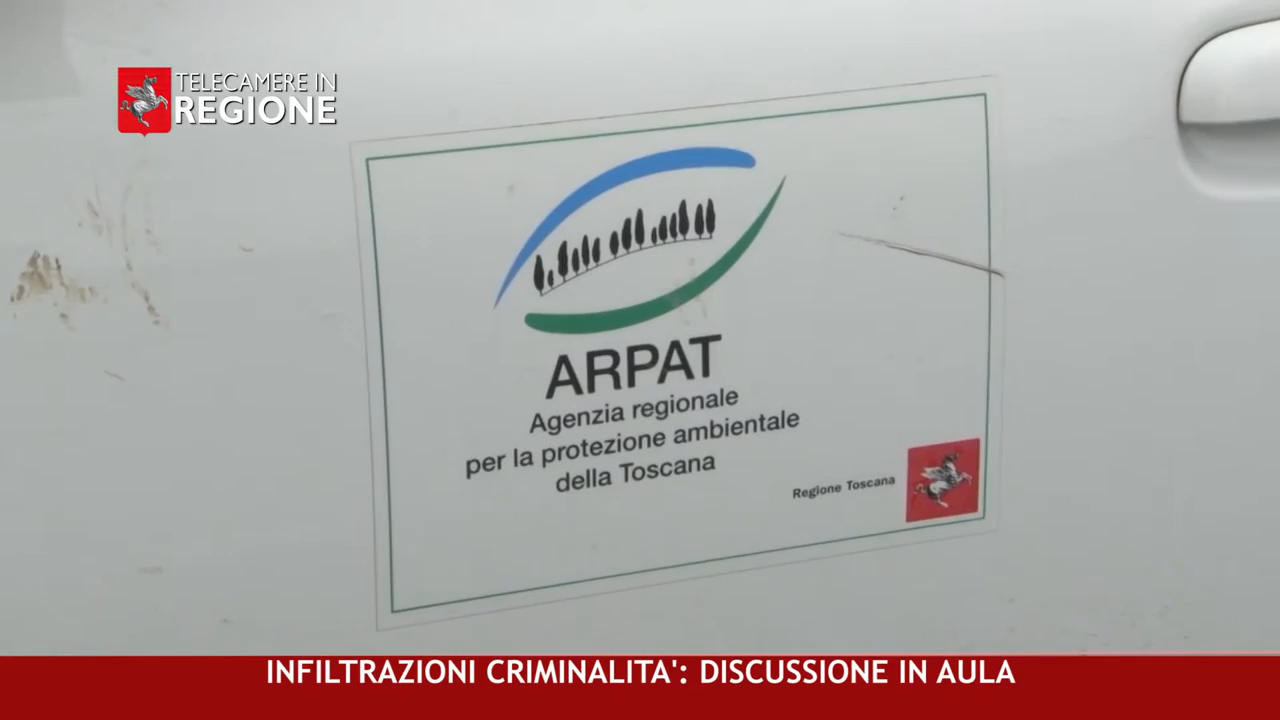 TELECAMERE IN
REGIONE
ARPAT
Agenzia regionale
per la protezione ambientale
della Toscana
Regione Toscana
INFILTRAZIONI CRIMINALITA': DISCUSSIONE IN AULA